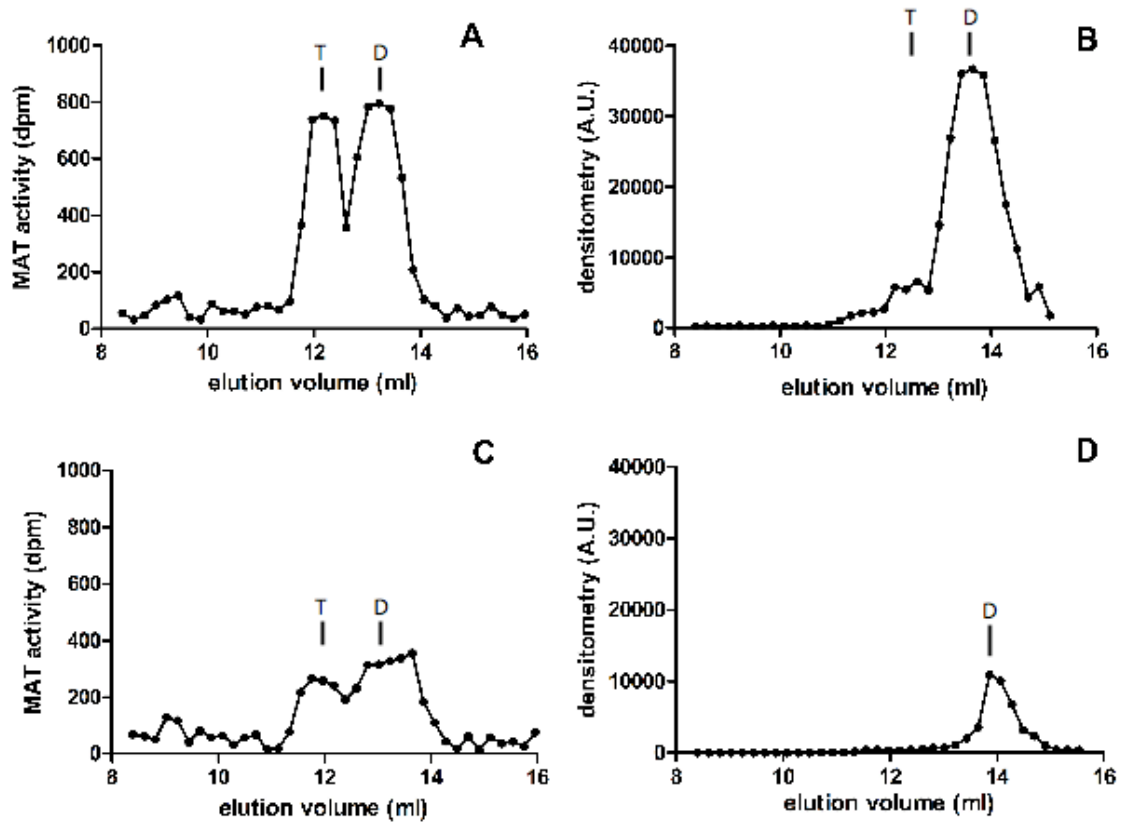 A
T D
1000
800
600
400
200
0
8 10 12 14 16
MAT activity (dpm)
elution volume (ml)
B
T D
40000
30000
20000
10000
0
8 10 12 14 16
densitometry (A.U.)
elution volume (ml)
C
T D
1000
800
600
400
200
0
8 10 12 14 16
MAT activity (dpm)
elution volume (ml)
D
D
40000
30000
20000
10000
0
8 10 12 14 16
densitometry (A.U.)
elution volume (ml)